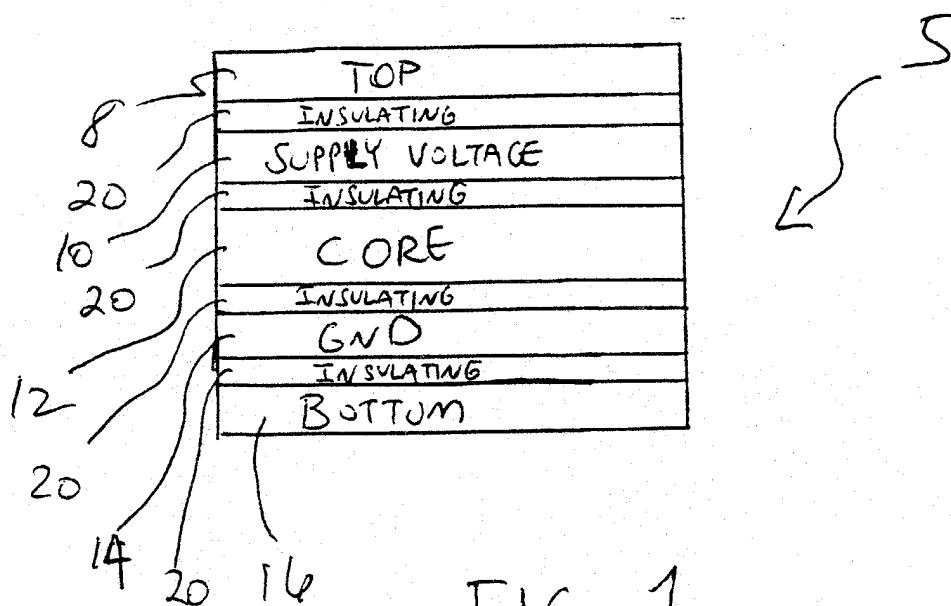 5
TOP
8
INSULATING
20
SUPPLY VOLTAGE
10
INSULATING
20
CORE
12
INSULATING
20
GND
14
INSULATING
20
BOTTOM
16
FIG. 1